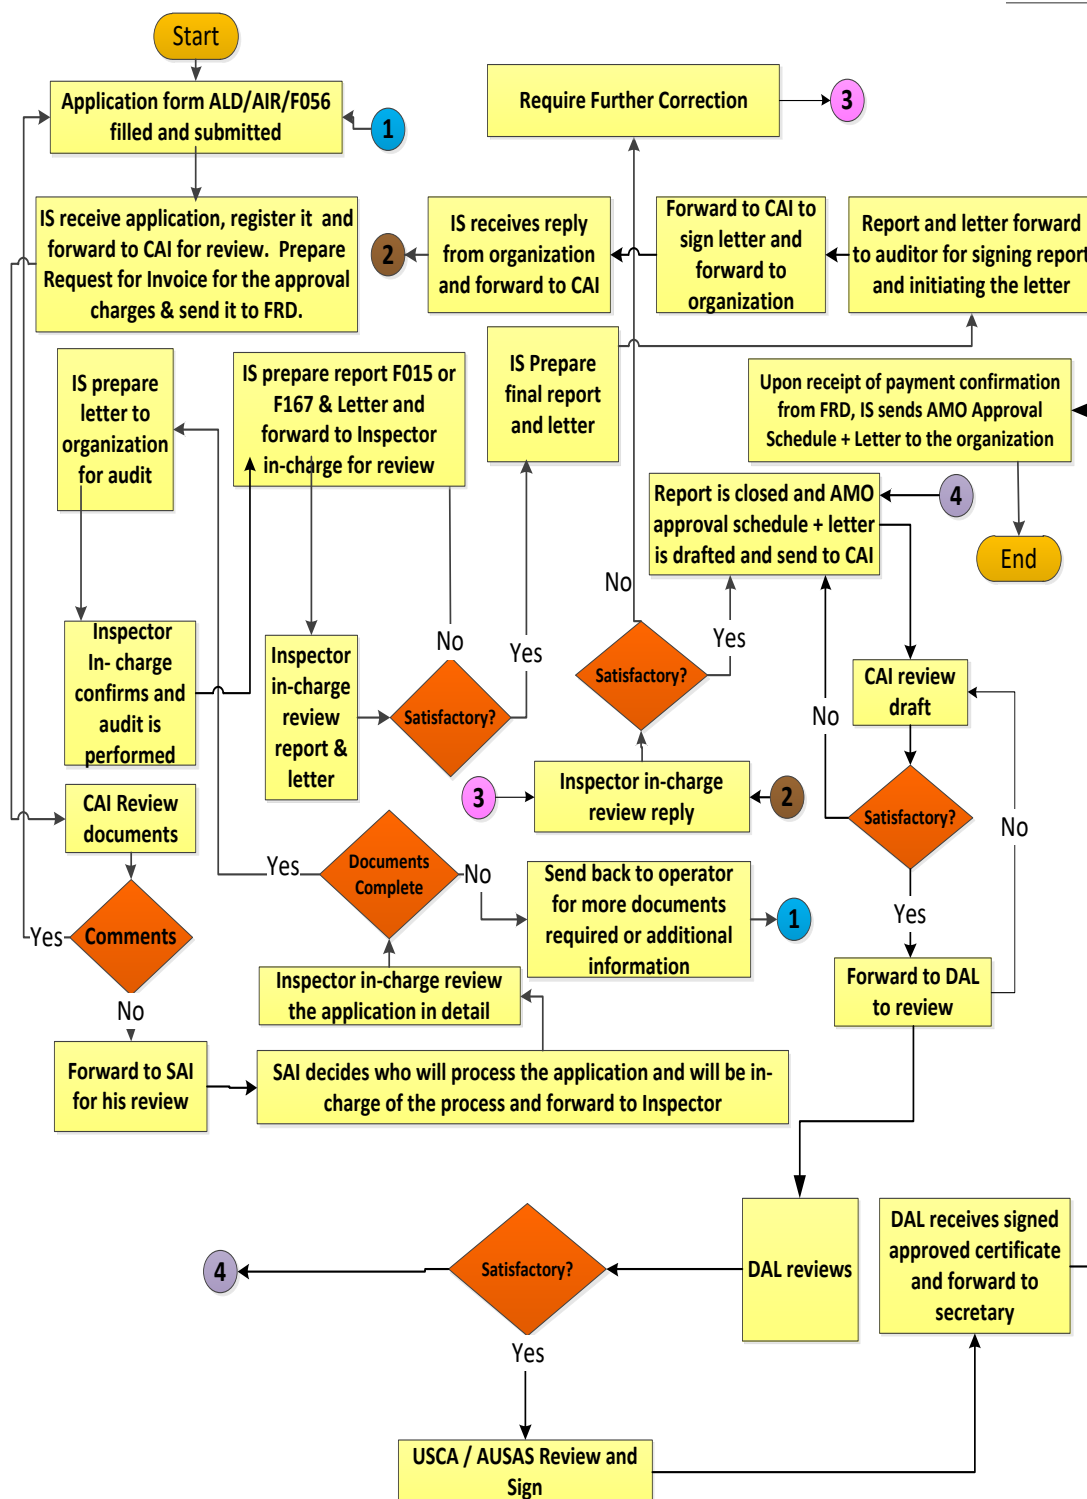 Start
Application form ALD/AIR/F056
filled and submitted
1
Require Further Correction
3
IS receive application, register it and
forward to CAI for review. Prepare
Request for Invoice for the approval
charges & send it to FRD.
2
IS receives reply
from organization
and forward to CAI
Forward to CAI to
sign letter and
forward to
organization
Report and letter forward
to auditor for signing report
and initiating the letter
IS prepare
letter to
organization
for audit
IS prepare report F015 or
F167 & Letter and
forward to Inspector
in-charge for review
IS Prepare
final report
and letter
Upon receipt of payment confirmation
from FRD, IS sends AMO Approval
Schedule + Letter to the organization
Report is closed and AMO
approval schedule + letter
is drafted and send to CAI
4
End
No
Inspector
In- charge
confirms and
audit is
performed
Inspector
in-charge
review
report &
letter
No
Satisfactory?
Yes
Satisfactory?
Yes
CAI review
draft
No
3
Inspector in-charge
review reply
2
Satisfactory?
No
CAI Review
documents
Yes
Documents
Complete
No
Send back to operator
for more documents
required or additional
information
1
Yes
Yes
Comments
No
Inspector in-charge review
the application in detail
Forward to DAL
to review
Forward to SAI
for his review
SAI decides who will process the application and will be in-
charge of the process and forward to Inspector
4
Satisfactory?
DAL reviews
DAL receives signed
approved certificate
and forward to
secretary
Yes
USCA / AUSAS Review and
Sign